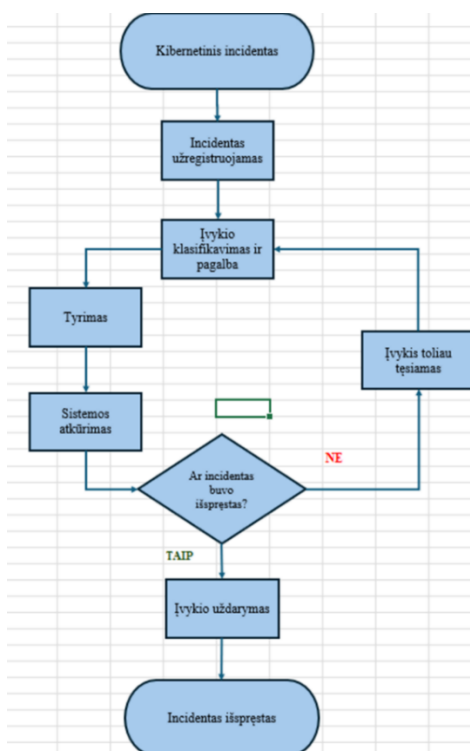 Kibernetinis incidentas
Incidentas
užregistruojamas
Įvykio
klasifikavimas ir
pagalba
Tyrimas
Įvykis toliau
tęsiamas
Sistemos
atkūrimas
Ar incidentas
buvo
išspręstas?
NE
TAIP
Įvykio uždarymas
Incidentas išspręstas